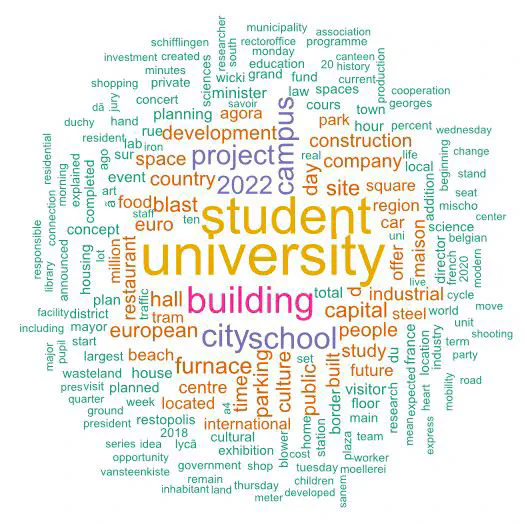 municipality
association
schifflingen
researcher
rectoroffice
programme
investment
created
south
monday
canteen
minutes
sciences
education
20
history
shopping
private
wicki
grand
fund
current
production
jury
concert
minister
law
spaces
cooperation
dã
savoir
cours
georges
duchy
hand
planning
agora
campus
town
resident
rue
development
park
hour
percent
wednesday
lab
iron
construction
residential
ago
sur
space
project
real
company
life
change
morning
explained
event
country
2022
day
site
square
local
beginning
stand
connection
completed
art
ã
food
blast
student
region
addition
seat
staff
ten
car
mischo
concept
euro
uni
science
center
responsible
library
announced
housing
lot
million
restaurant
university
offer
maison
director
belgian
french
2020
modern
live
plan
traffic
hall
building
total
d
industrial
cycle
facility
district
tram
capital
steel
world
move
including
mayor
european
city
school
people
unit
shooting
major
pupil
start
largest
beach
furnace
set
study
du
france
location
industry
term
party
wasteland
house
time
parking
culture
public
built
future
presvisit
planned
centre
visitor
research
mean
expected
heart
mobility
road
quarter
week
located
a4
border
floor
express
ground
restopolis
international
home
main
president
2018
cultural
blower
station
plaza
team
series
idea
lycã
exhibition
cost
worker
opportunity
government
shop
tuesday
moellerei
vansteenkiste
remain
thursday
children
sanem
inhabitant
land
meter
developed